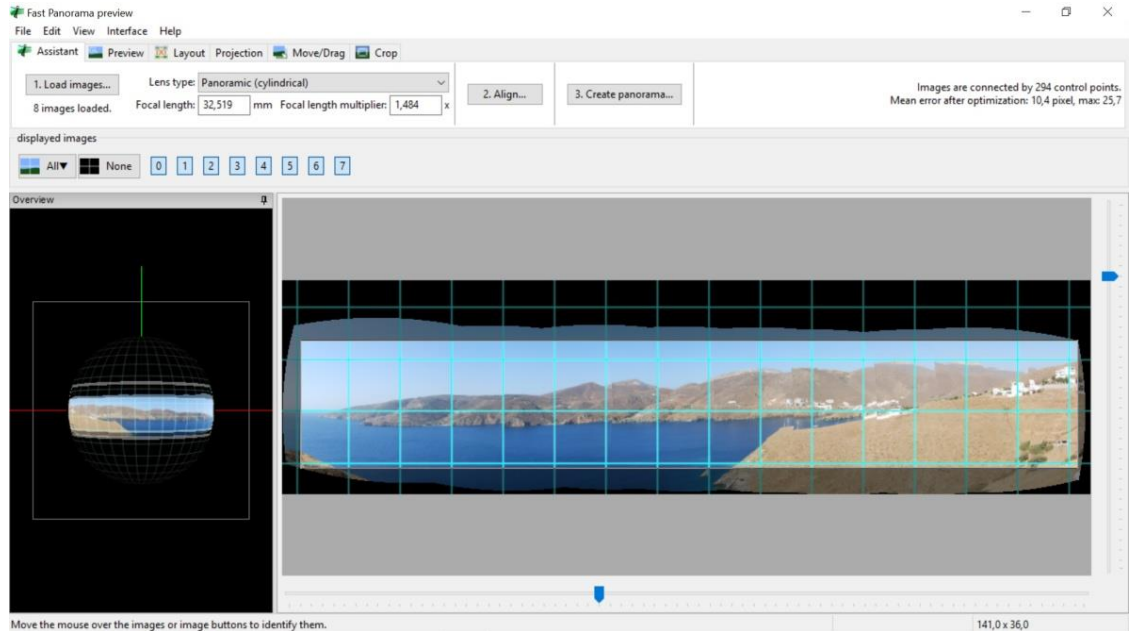 Fast Panorama preview
File Edit View Interface Help
Assistant Preview Layout Projection Move/Drag Crop
1. Load images... Lens type: Panoramic (cylindrical)
2. Align... 3. Create panorama... Images are connected by 294 control points.
8 images loaded. Focal length: 32,519 mm Focal length multiplier: 1,484 x
Mean error after optimization: 10,4 pixel, max: 25,7
displayed images
All▼ None 0 1 2 3 4 5 6 7
Overview
Move the mouse over the images or image buttons to identify them. 141,0 x 36,0